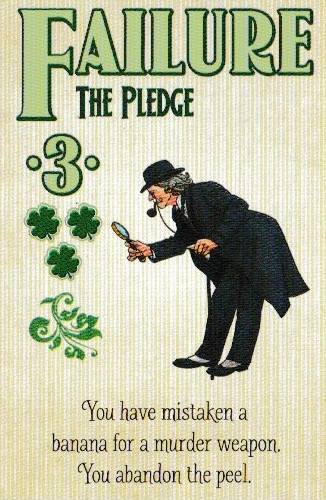 FAILURE
THE PLEDGE
·3·
You have mistaken a
banana for a murder weapon.
You abandon the peel.